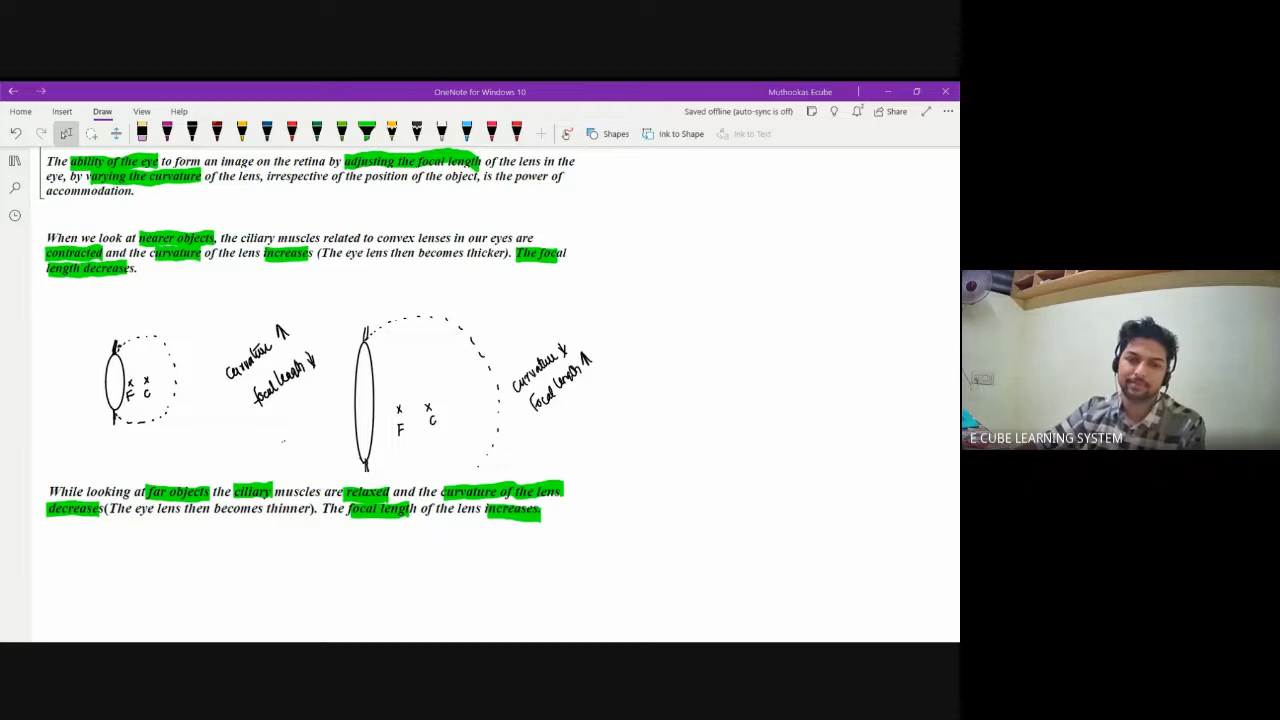 OneNote for Windows 10
Muthookas Ecube
Home Insert Draw View Help
Saved offline (auto-sync is off)
Share
Shapes
Ink to Shape
Ink to Text
The ability of the eye to form an image on the retina by adjusting the focal length of the lens in the
eye, by varying the curvature of the lens, irrespective of the position of the object, is the power of
accommodation.
When we look at nearer objects, the ciliary muscles related to convex lenses in our eyes are
contracted and the curvature of the lens increases (The eye lens then becomes thicker). The focal
length decreases.
curvature ↑
focal length ↓
x x
F C
curvature ↓
Focal length ↑
x x
F C
While looking at far objects the ciliary muscles are relaxed and the curvature of the lens
decreases(The eye lens then becomes thinner). The focal length of the lens increases.
E CUBE LEARNING SYSTEM